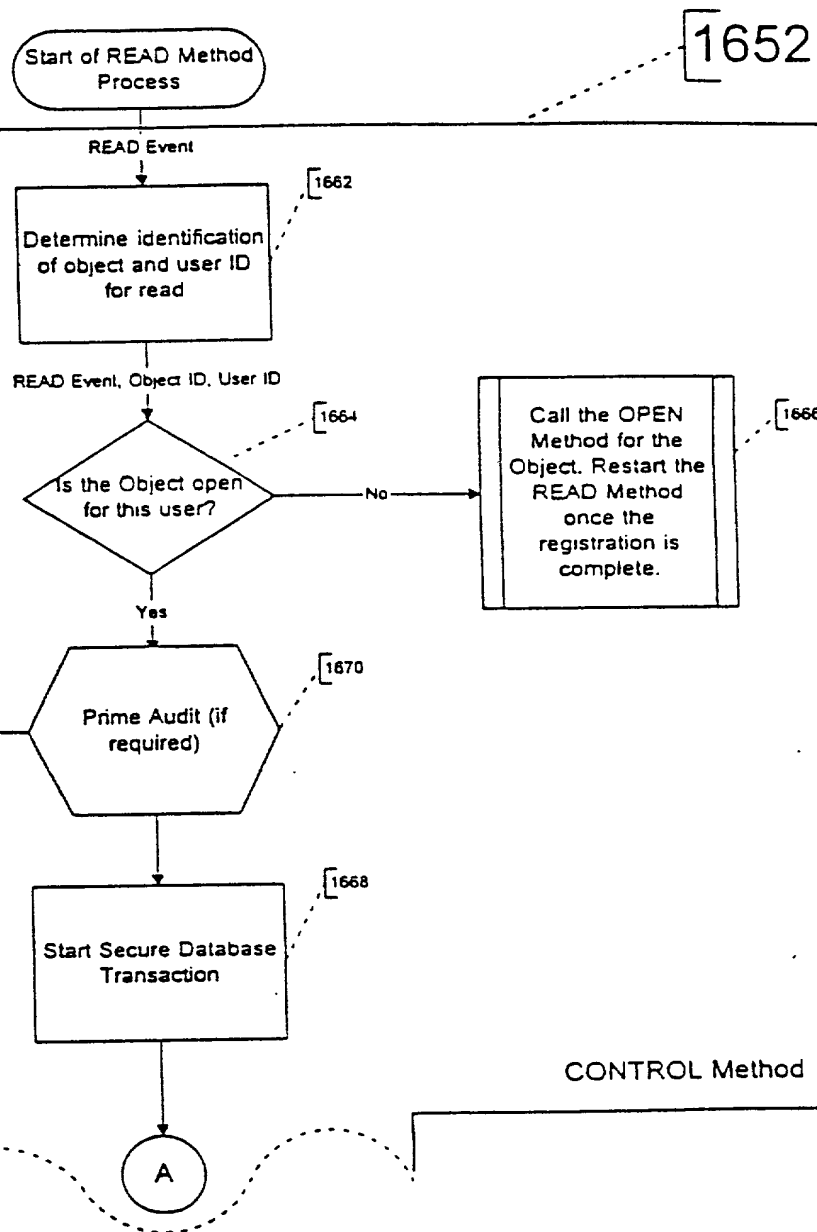 Start of READ Method
Process
1652
READ Event
1662
Determine identification
of object and user ID
for read
READ Event, Object ID, User ID
1664
Is the Object open
for this user?
No
Call the OPEN
Method for the
Object. Restart the
READ Method
once the
registration is
complete.
1666
Yes
1670
Prime Audit (if
required)
1668
Start Secure Database
Transaction
CONTROL Method
A